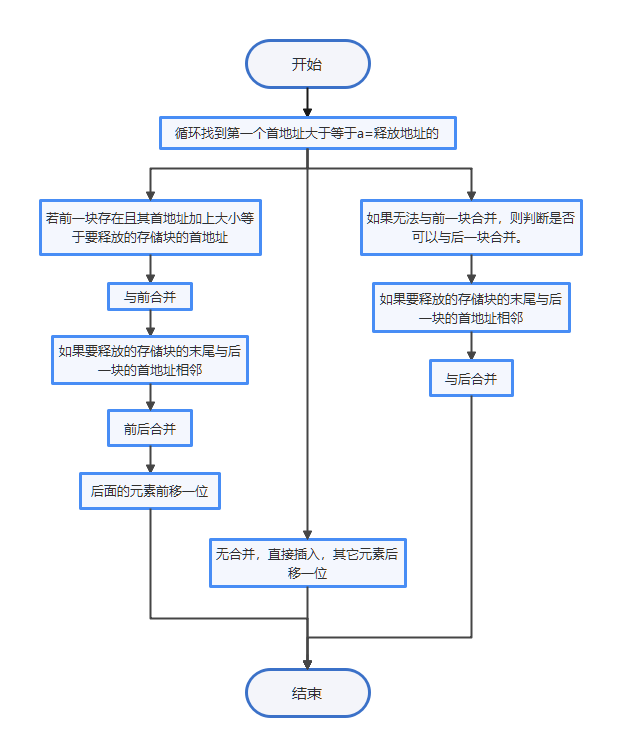 开始
循环找到第一个首地址大于等于a=释放地址的
若前一块存在且其首地址加上大小等
于要释放的存储块的首地址
与前合并
如果要释放的存储块的末尾与后
一块的首地址相邻
前后合并
后面的元素前移一位
无合并，直接插入，其它元素后
移一位
如果无法与前一块合并，则判断是否
可以与后一块合并。
如果要释放的存储块的末尾与后
一块的首地址相邻
与后合并
结束